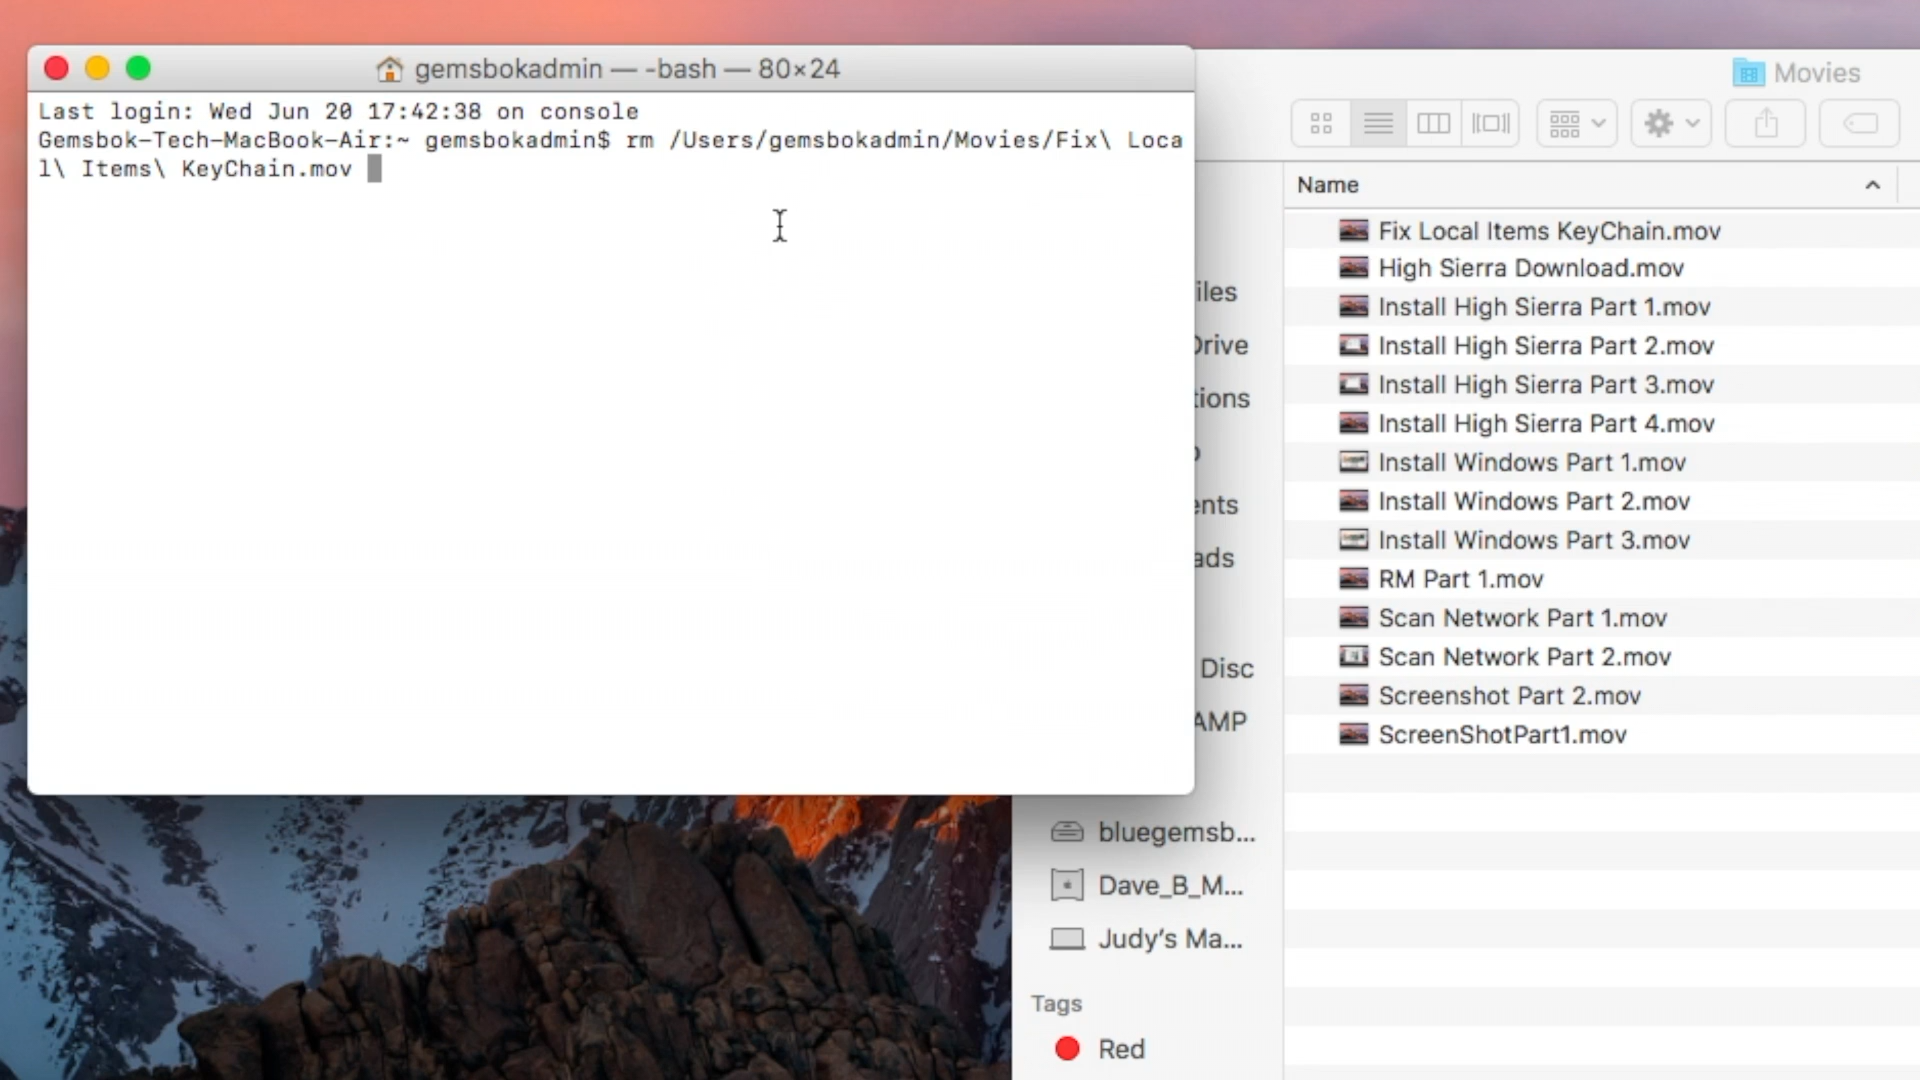 gemsbokadmin — -bash — 80×24
Last login: Wed Jun 20 17:42:38 on console
Gemsbok-Tech-MacBook-Air:~ gemsbokadmin$ rm /Users/gemsbokadmin/Movies/Fix\ Loca
l\ Items\ KeyChain.mov
Movies
iles
Drive
tions
ents
ads
Disc
AMP
bluegemsb...
Dave_B_M...
Judy's Ma...
Tags
Red
Name
Fix Local Items KeyChain.mov
High Sierra Download.mov
Install High Sierra Part 1.mov
Install High Sierra Part 2.mov
Install High Sierra Part 3.mov
Install High Sierra Part 4.mov
Install Windows Part 1.mov
Install Windows Part 2.mov
Install Windows Part 3.mov
RM Part 1.mov
Scan Network Part 1.mov
Scan Network Part 2.mov
Screenshot Part 2.mov
ScreenShotPart1.mov